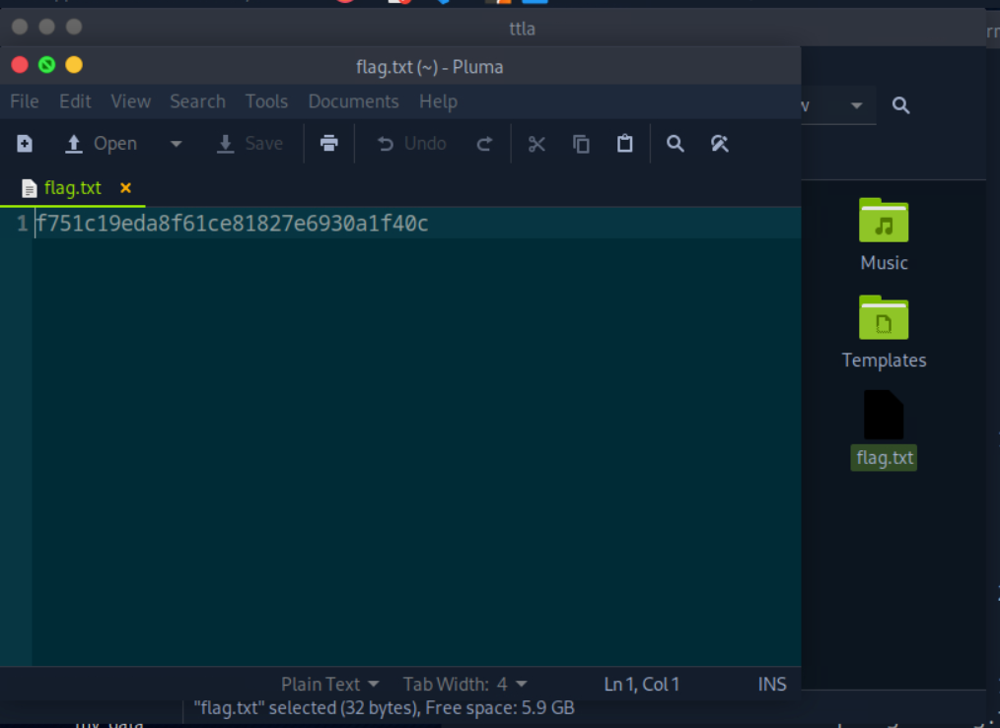 ttla
flag.txt (~) - Pluma
File Edit View Search Tools Documents Help
Open Save Undo
flag.txt
1 f751c19eda8f61ce81827e6930a1f40c
Music
Templates
flag.txt
Plain Text Tab Width: 4 Ln 1, Col 1 INS
"flag.txt" selected (32 bytes), Free space: 5.9 GB